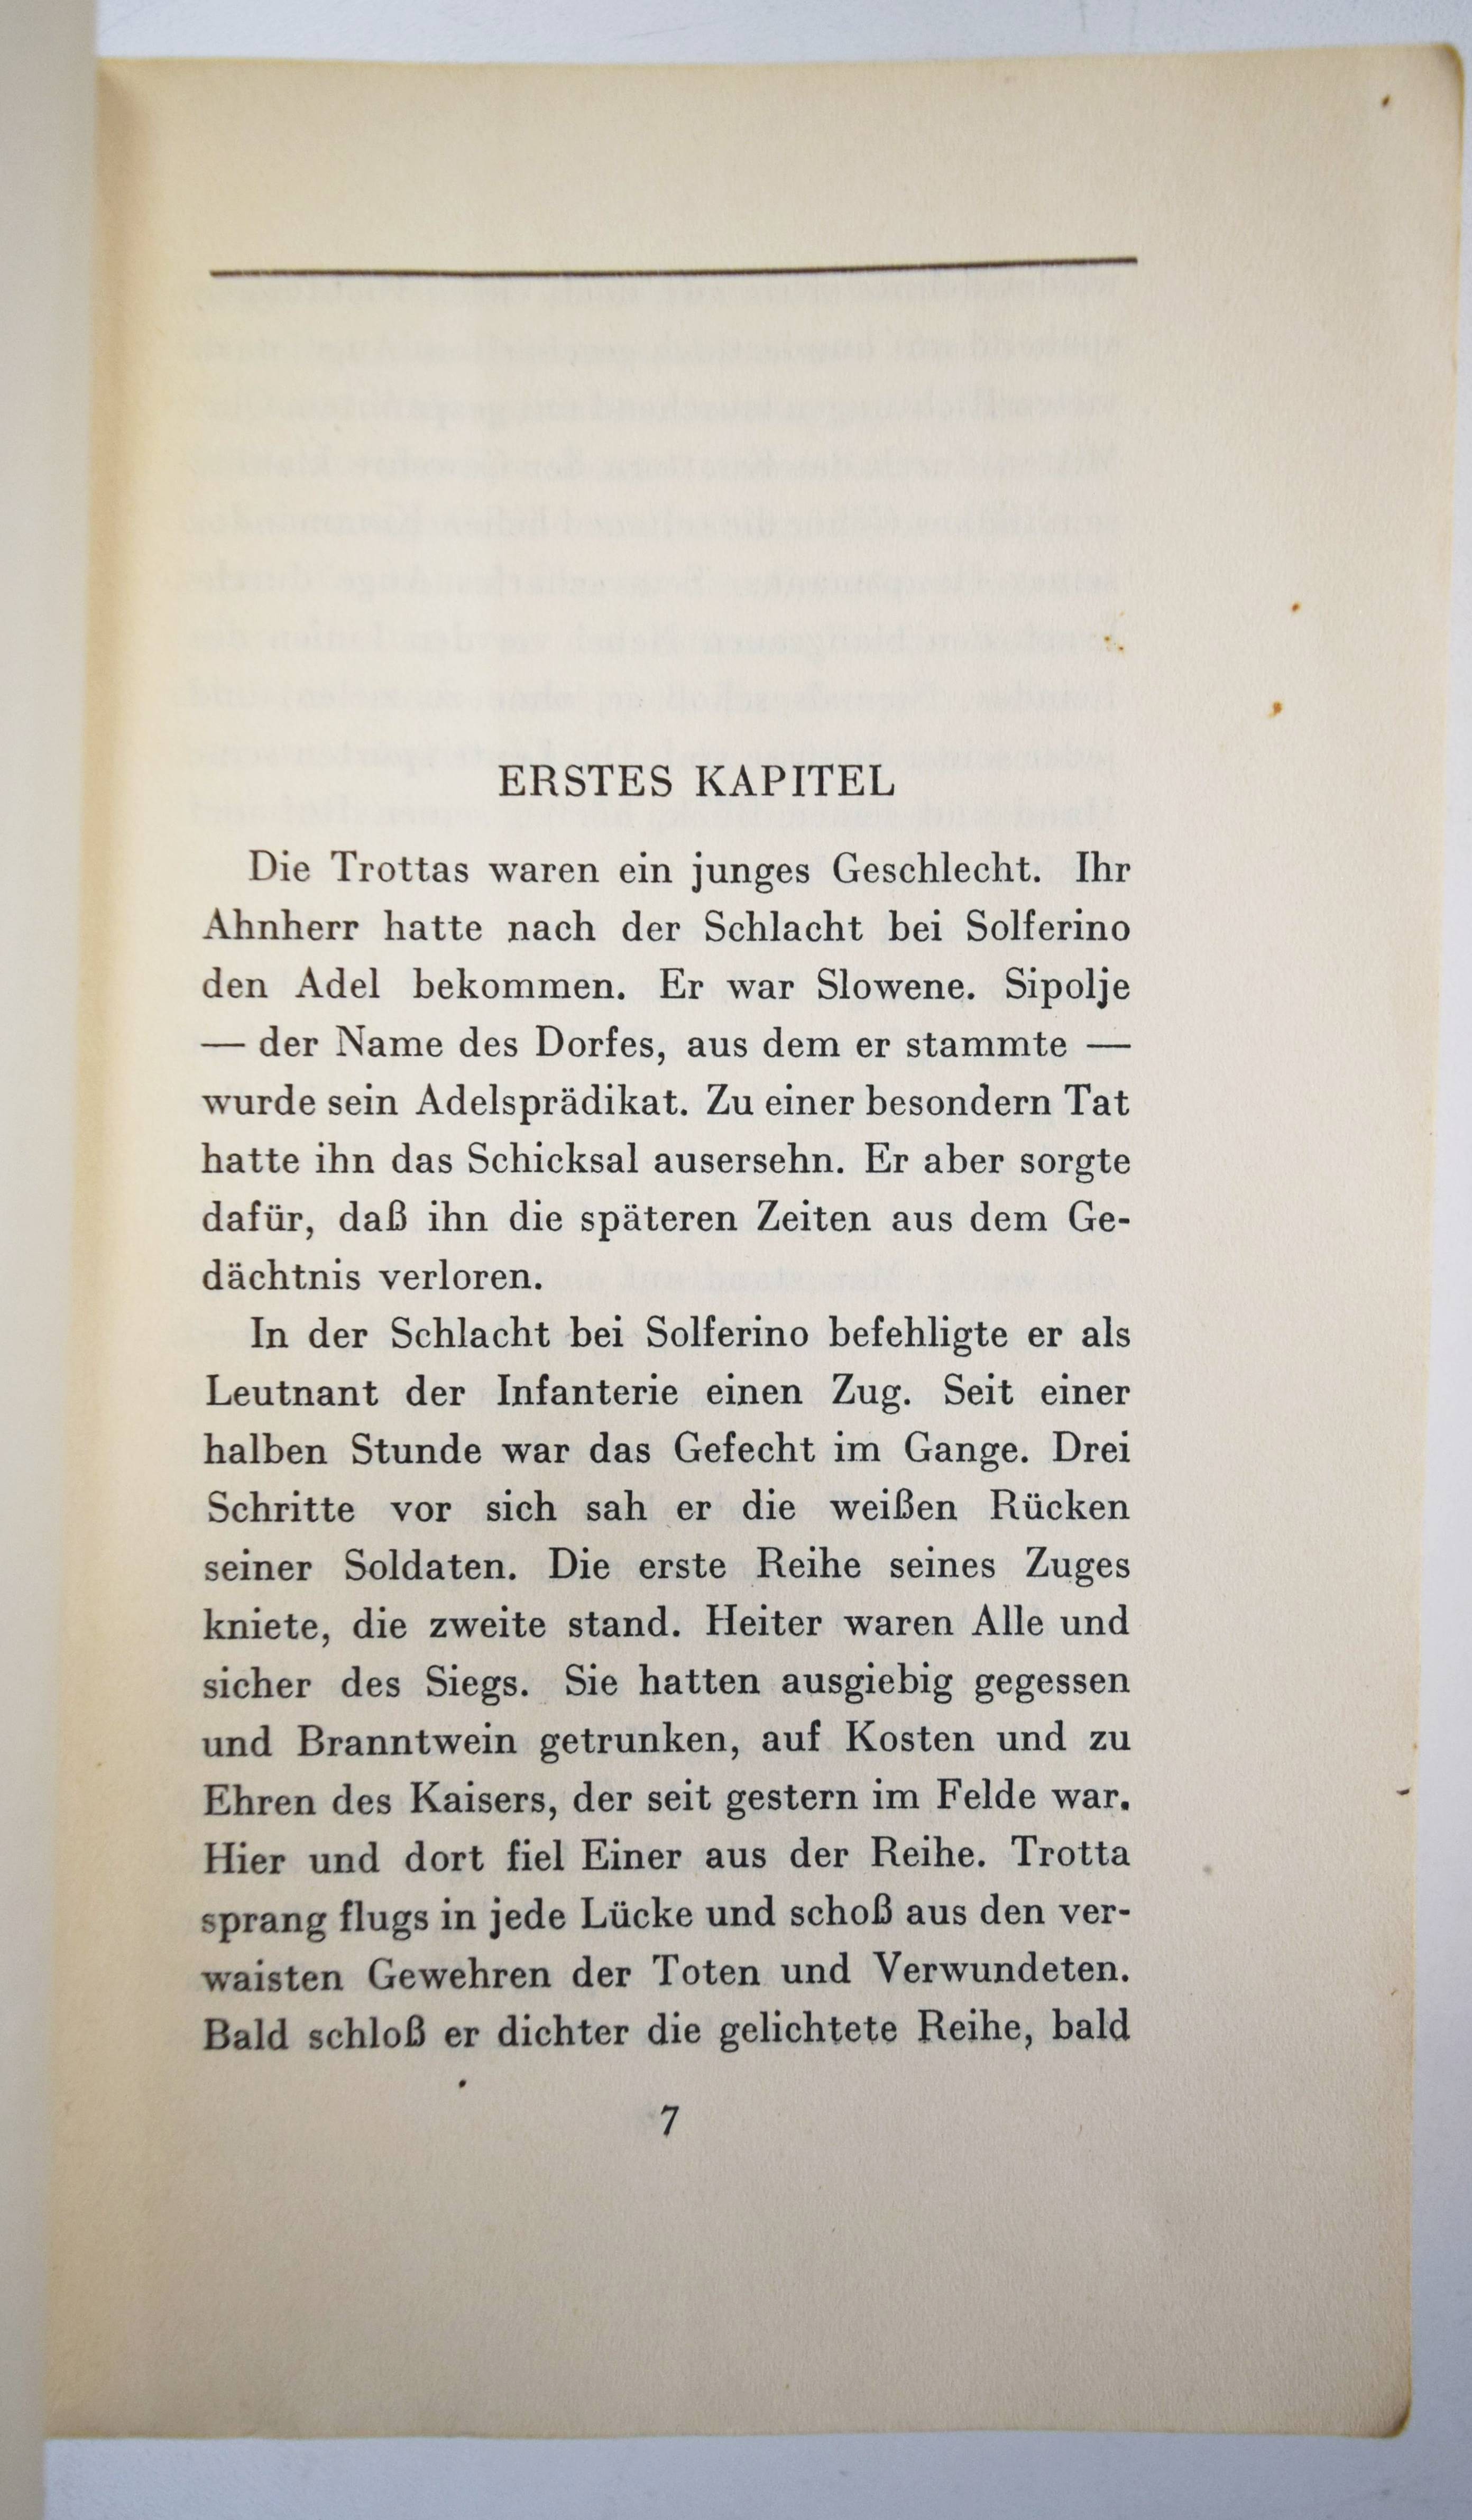 ERSTES KAPITEL
Die Trottas waren ein junges Geschlecht. Ihr
Ahnherr hatte nach der Schlacht bei Solferino
den Adel bekommen. Er war Slowene. Sipolje
— der Name des Dorfes, aus dem er stammte —
wurde sein Adelsprädikat. Zu einer besondern Tat
hatte ihn das Schicksal ausersehn. Er aber sorgte
dafür, daß ihn die späteren Zeiten aus dem Ge-
dächtnis verloren.
In der Schlacht bei Solferino befehligte er als
Leutnant der Infanterie einen Zug. Seit einer
halben Stunde war das Gefecht im Gange. Drei
Schritte vor sich sah er die weißen Rücken
seiner Soldaten. Die erste Reihe seines Zuges
kniete, die zweite stand. Heiter waren Alle und
sicher des Siegs. Sie hatten ausgiebig gegessen
und Branntwein getrunken, auf Kosten und zu
Ehren des Kaisers, der seit gestern im Felde war.
Hier und dort fiel Einer aus der Reihe. Trotta
sprang flugs in jede Lücke und schoß aus den ver-
waisten Gewehren der Toten und Verwundeten.
Bald schloß er dichter die gelichtete Reihe, bald
7